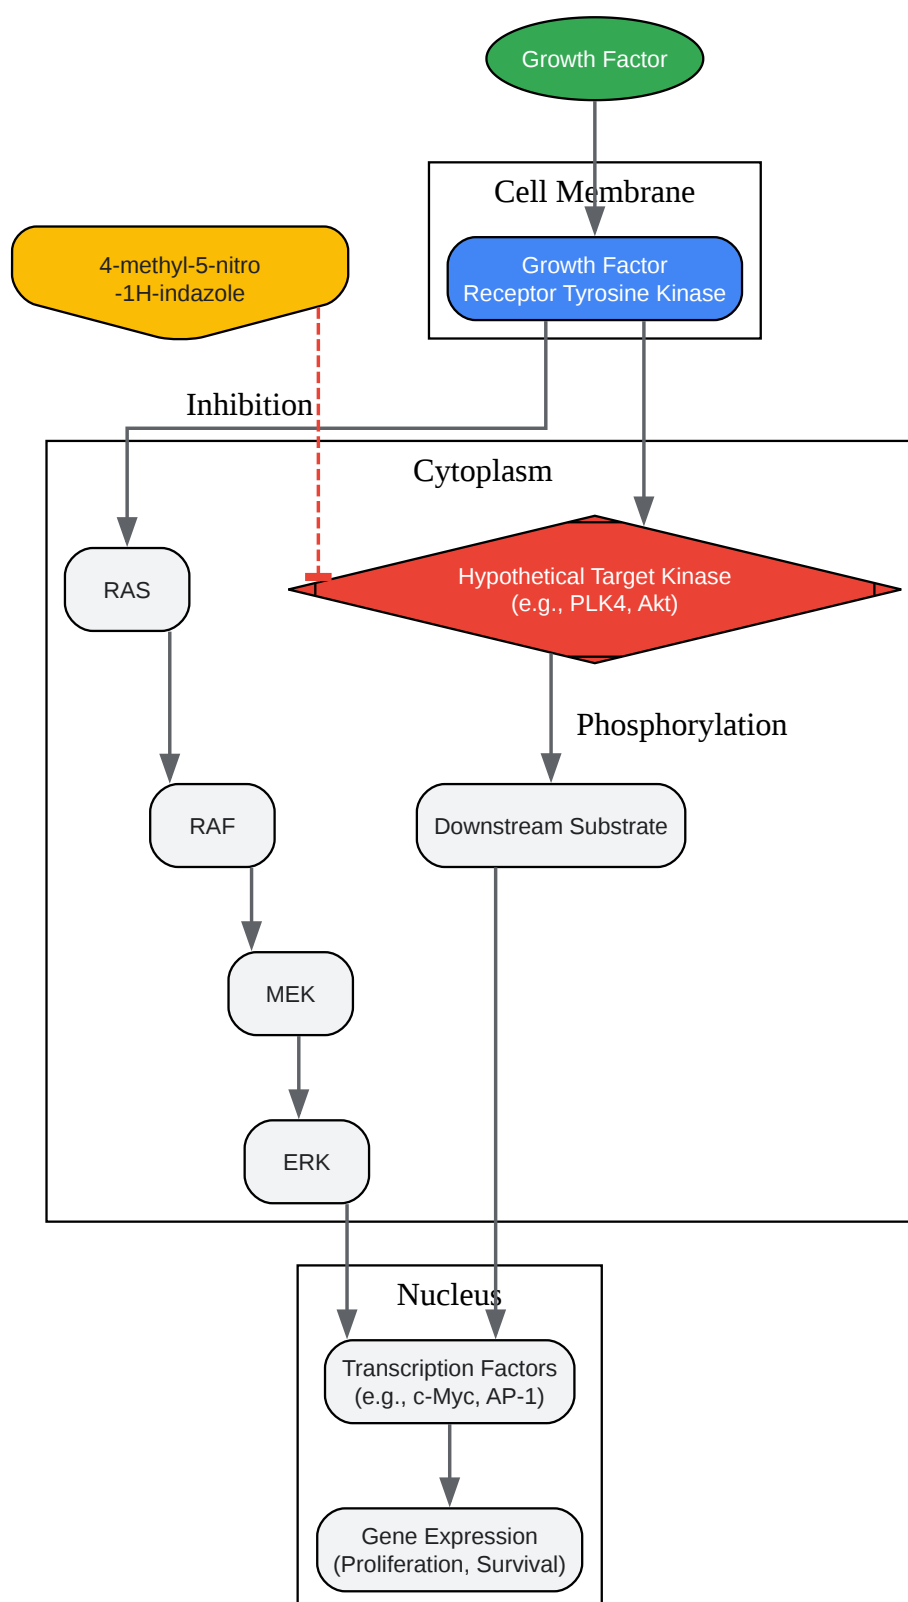 Growth Factor
Cell Membrane
Growth Factor
Receptor Tyrosine Kinase
4-methyl-5-nitro
-1H-indazole
Inhibition
Cytoplasm
Hypothetical Target Kinase
(e.g., PLK4, Akt)
RAS
Phosphorylation
RAF
Downstream Substrate
MEK
ERK
Nucleus
Transcription Factors
(e.g., c-Myc, AP-1)
Gene Expression
(Proliferation, Survival)